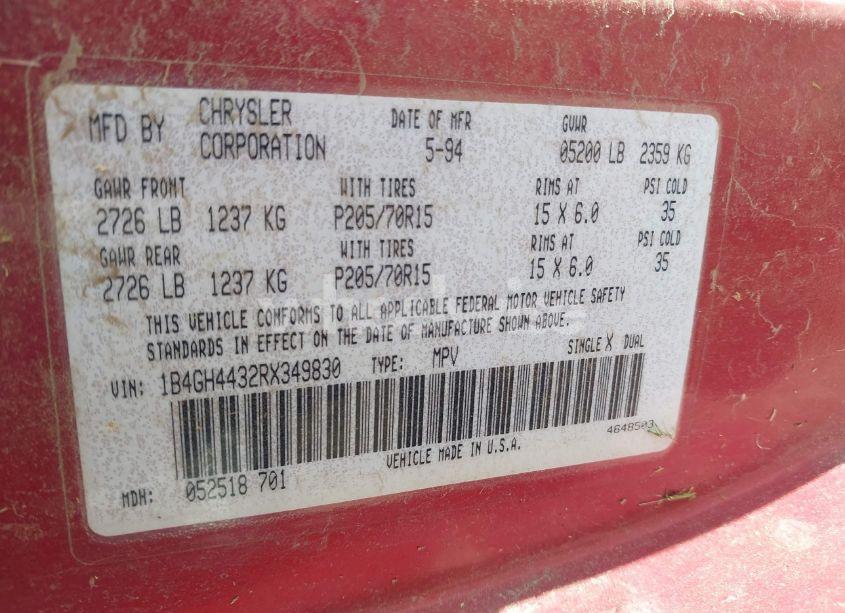 MFD BY CHRYSLER CORPORATION DATE OF MFR 5-94 GVWR 05200 LB 2359 KG
GAWR FRONT WITH TIRES RIMS AT PSI COLD
2726 LB 1237 KG P205/70R15 15 X 6.0 35
GAWR REAR WITH TIRES RIMS AT PSI COLD
2726 LB 1237 KG P205/70R15 15 X 6.0 35
THIS VEHICLE CONFORMS TO ALL APPLICABLE FEDERAL MOTOR VEHICLE SAFETY
STANDARDS IN EFFECT ON THE DATE OF MANUFACTURE SHOWN ABOVE.
VIN: 1B4GH4432RX349830 TYPE: MPV SINGLE X DUAL
4648503
VEHICLE MADE IN U.S.A.
MDH: 052518 701